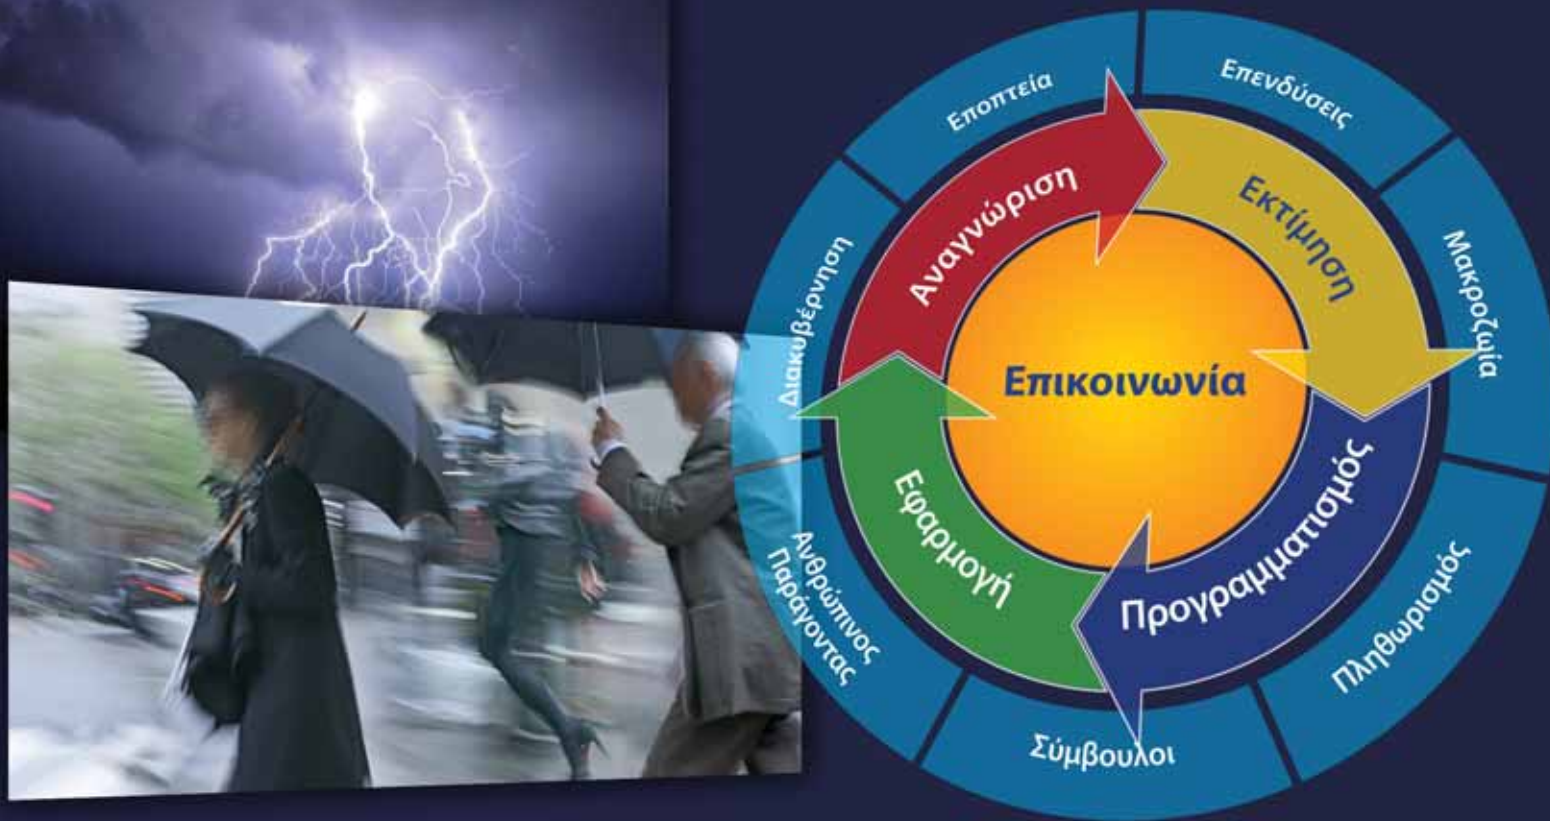 Εποπτεία
Επενδύσεις
Μακροζωία
Πληθωρισμός
Σύμβουλοι
Ανθρώπινος
Παράγοντας
Διακυβέρνηση
Αναγνώριση
Εκτίμηση
Προγραμματισμός
Εφαρμογή
Επικοινωνία